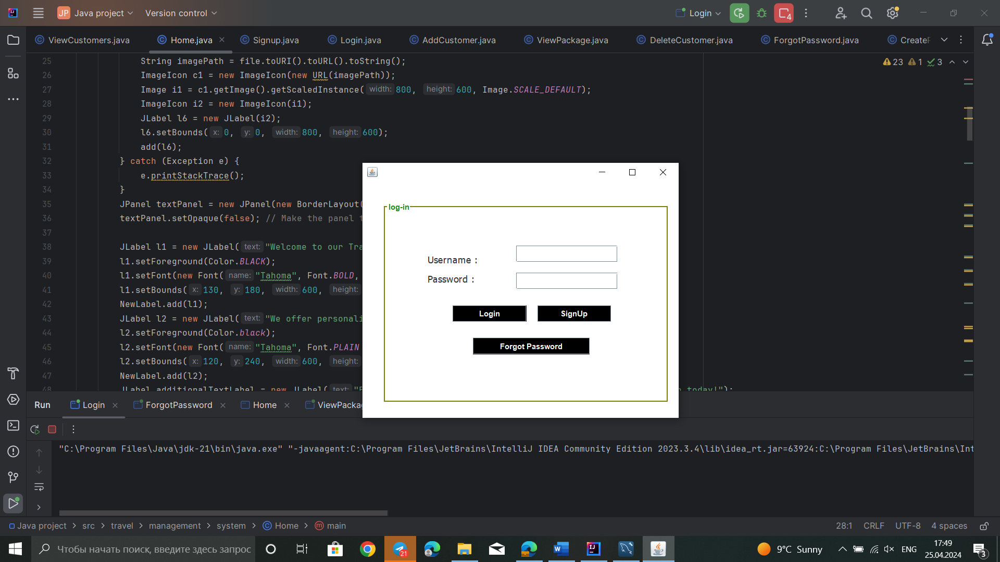 JP Java project Version control Login 4
ViewCustomers.java Home.java Signup.java Login.java AddCustomer.java ViewPackage.java DeleteCustomer.java ForgotPassword.java
23 1 3
25 String imagePath = file.toURI().toURL().toString();
26 ImageIcon c1 = new ImageIcon(new URL(imagePath));
27 Image i1 = c1.getImage().getScaledInstance( width: 800, height: 600, Image.SCALE_DEFAULT);
28 ImageIcon i2 = new ImageIcon(i1);
29 JLabel l6 = new JLabel(i2);
30 l6.setBounds( x: 0, y: 0, width: 800, height: 600);
31 add(l6);
32 } catch (Exception e) {
33 e.printStackTrace();
34 }
35 JPanel textPanel = new JPanel(new BorderLayout(
36 textPanel.setOpaque(false); // Make the panel
37
38 JLabel l1 = new JLabel( text: "Welcome to our
39 l1.setForeground(Color.BLACK);
40 l1.setFont(new Font( name: "Tahoma", Font.BOLD,
41 l1.setBounds( x: 130, y: 180, width: 600, height:
42 NewLabel.add(l1);
43 JLabel l2 = new JLabel( text: "We offer
44 l2.setForeground(Color.black);
45 l2.setFont(new Font( name: "Tahoma", Font.PLAIN
46 l2.setBounds( x: 120, y: 240, width: 600, height:
47 NewLabel.add(l2);
48 JLabel additionalTextLabel = new JLabel( text: today!");
log-in
Username :
Password :
Login SignUp
Forgot Password
Run Login ForgotPassword Home
"C:\Program Files\Java\jdk-21\bin\java.exe" "-javaagent:C:\Program Files\JetBrains\IntelliJ IDEA Community Edition 2023.3.4\lib\idea_rt.jar=63924:C:\Program Files\JetBrains\Int
Java project > src > travel > management > system > Home > main 28:1 CRLF UTF-8 4 spaces
Чтобы начать поиск, введите здесь запрос 21 9°C Sunny ENG 17:49
25.04.2024 3